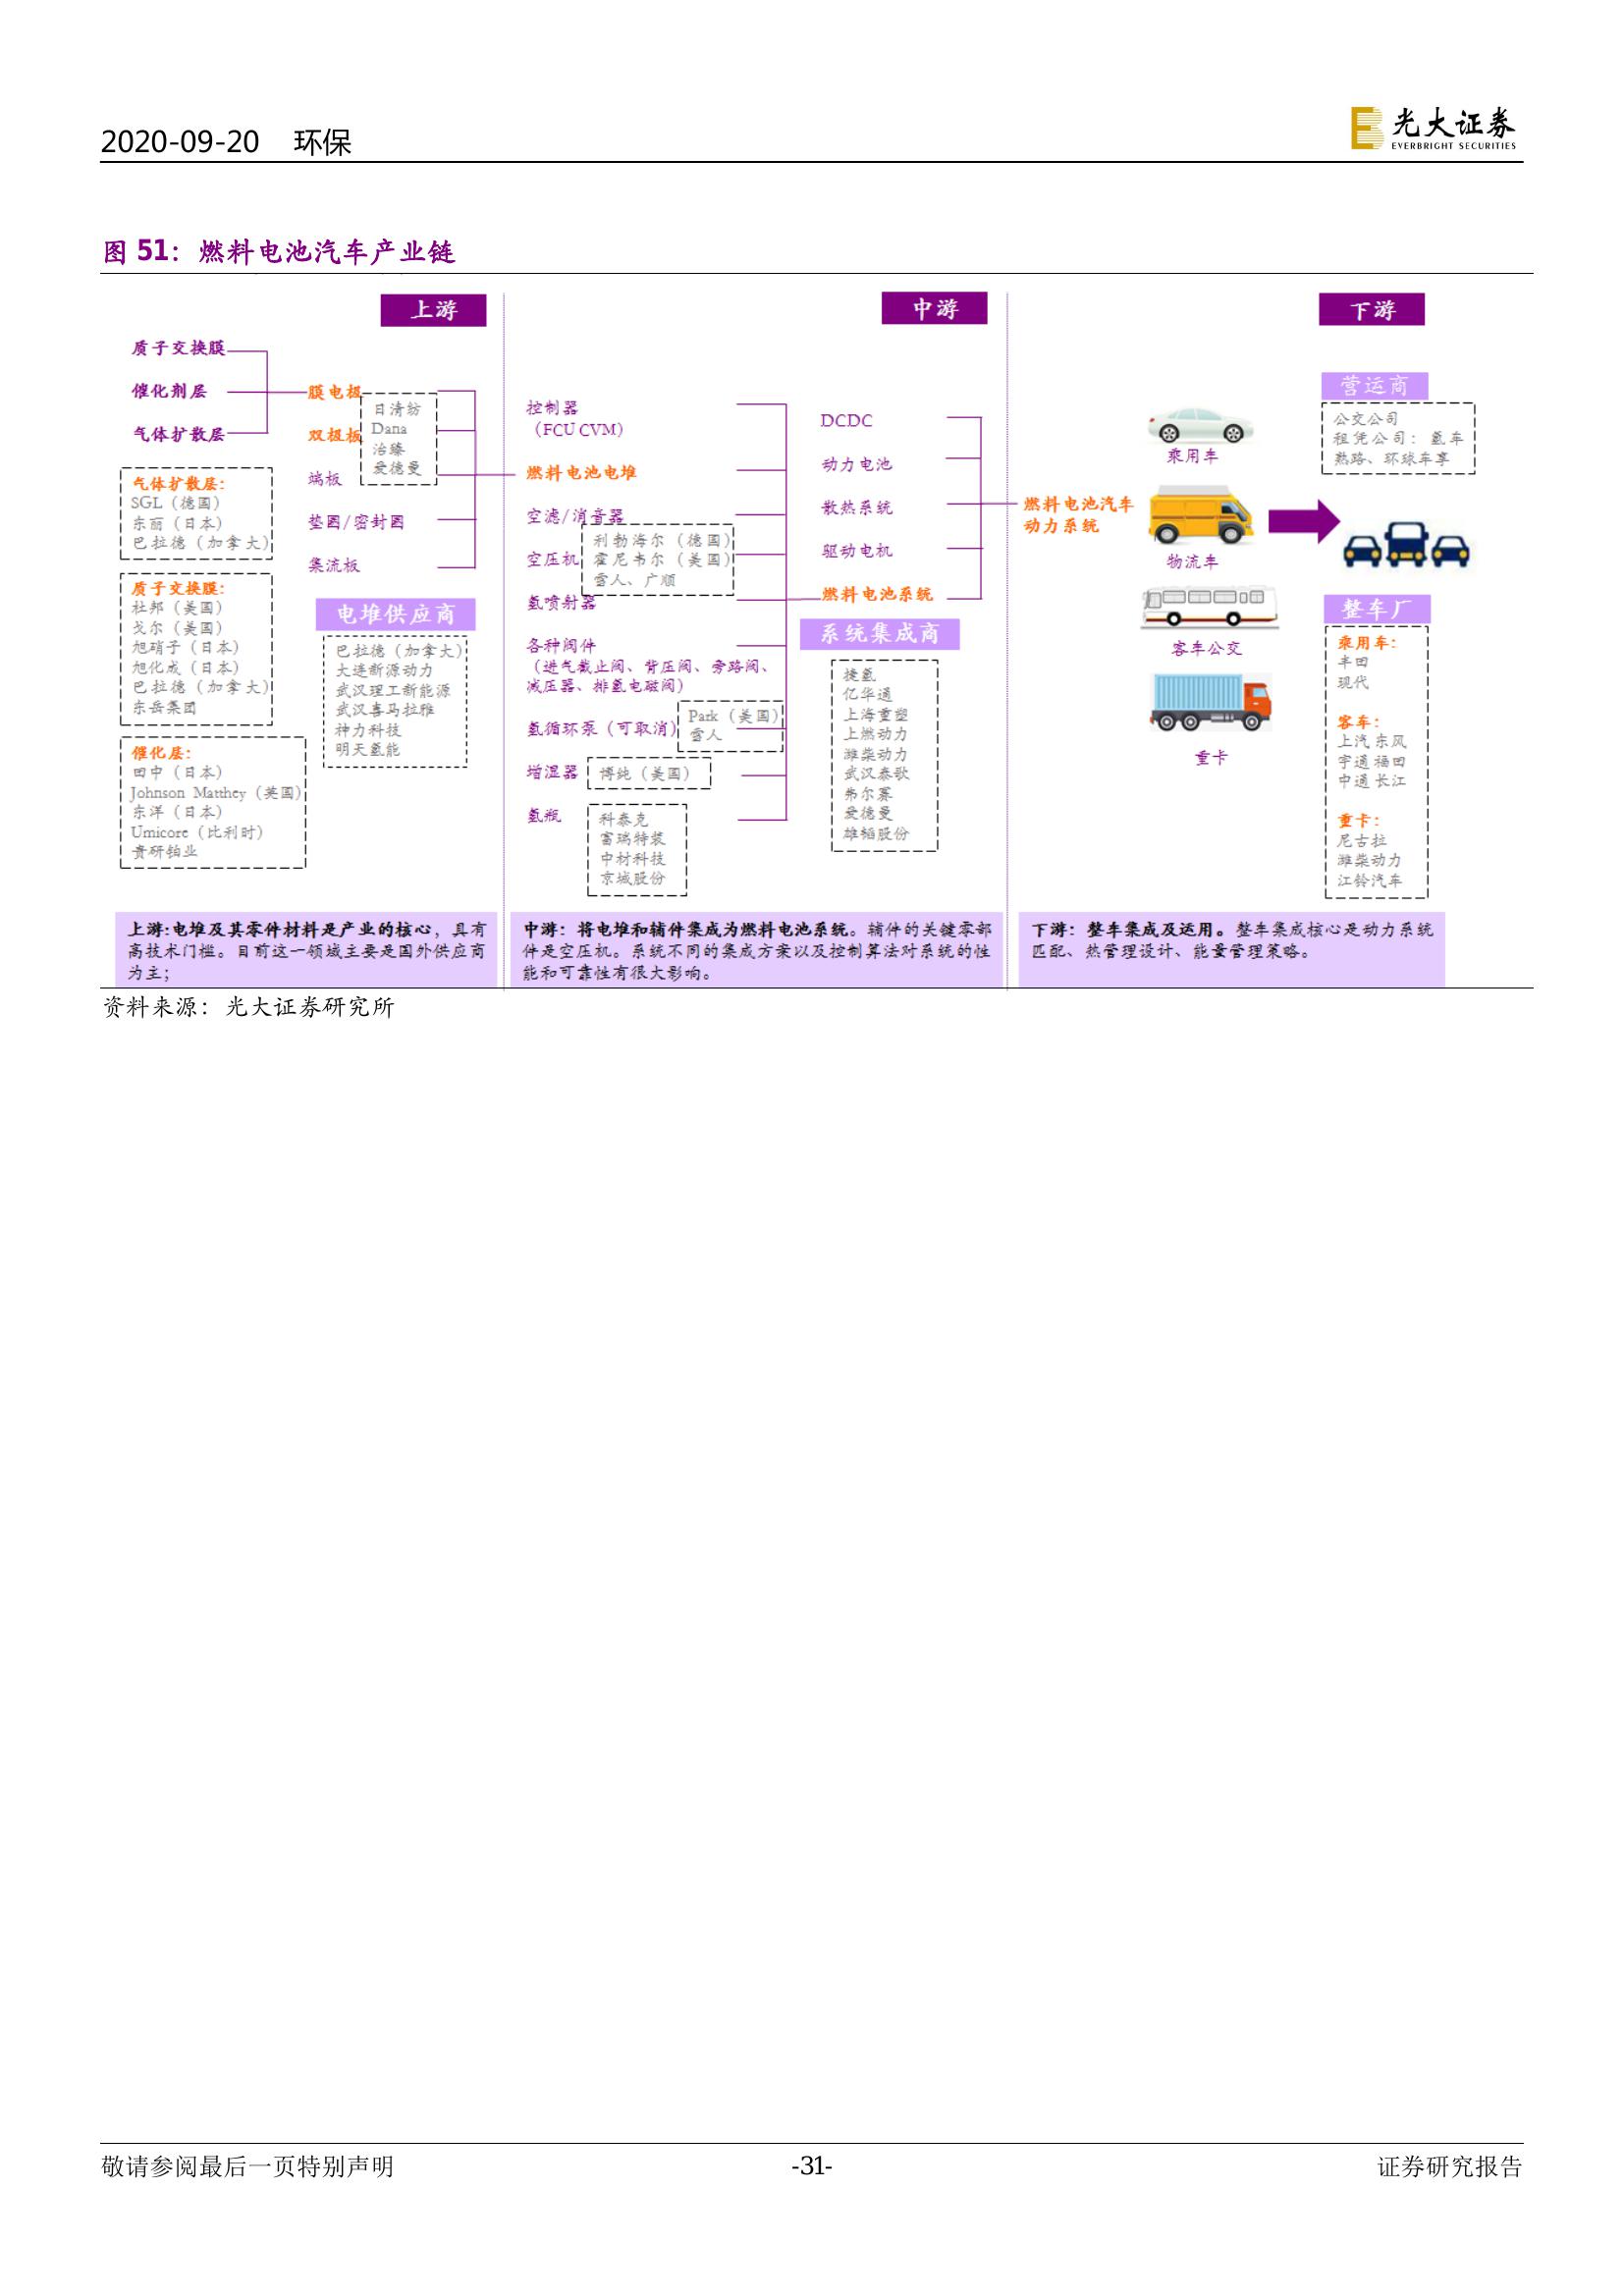 2020-09-20 环保
光大证券
EVERBRIGHT SECURITIES
图 51：燃料电池汽车产业链
上游
质子交换膜
催化剂层
气体扩散层
膜电极
双极板
端板
垫圈/密封圈
集流板
日清纺
Dana
治臻
爱德曼
气体扩散层：
SGL（德国）
东丽（日本）
巴拉德（加拿大）
质子交换膜：
杜邦（美国）
戈尔（美国）
旭硝子（日本）
旭化成（日本）
巴拉德（加拿大）
东岳集团
催化层：
田中（日本）
Johnson Matthey（英国）
东洋（日本）
Umicore（比利时）
贵研铂业
电堆供应商
巴拉德（加拿大）
大连新源动力
武汉理工新能源
武汉喜马拉雅
神力科技
明天氢能
中游
控制器
（FCU CVM）
燃料电池电堆
空滤/消音器
空压机
利勃海尔（德国）
霍尼韦尔（美国）
雪人、广顺
氢喷射器
各种阀件
（进气截止阀、背压阀、旁路阀、
减压器、排氢电磁阀）
氢循环泵（可取消）
Park（美国）
雪人
增湿器
博纯（美国）
氢瓶
科泰克
富瑞特装
中材科技
京城股份
DCDC
动力电池
散热系统
驱动电机
燃料电池系统
系统集成商
捷氢
亿华通
上海重塑
上燃动力
潍柴动力
武汉泰歌
弗尔赛
爱德曼
雄韬股份
下游
燃料电池汽车
动力系统
乘用车
物流车
客车公交
重卡
营运商
公交公司
租赁公司：氢车
熟路、环球车享
整车厂
乘用车：
丰田
现代
客车：
上汽 东风
宇通 福田
中通 长江
重卡：
尼古拉
潍柴动力
江铃汽车
上游:电堆及其零件材料是产业的核心，具有
高技术门槛。目前这一领域主要是国外供应商
为主；
中游：将电堆和辅件集成为燃料电池系统。辅件的关键零部
件是空压机。系统不同的集成方案以及控制算法对系统的性
能和可靠性有很大影响。
下游：整车集成及运用。整车集成核心是动力系统
匹配、热管理设计、能量管理策略。
资料来源：光大证券研究所
敬请参阅最后一页特别声明
-31-
证券研究报告